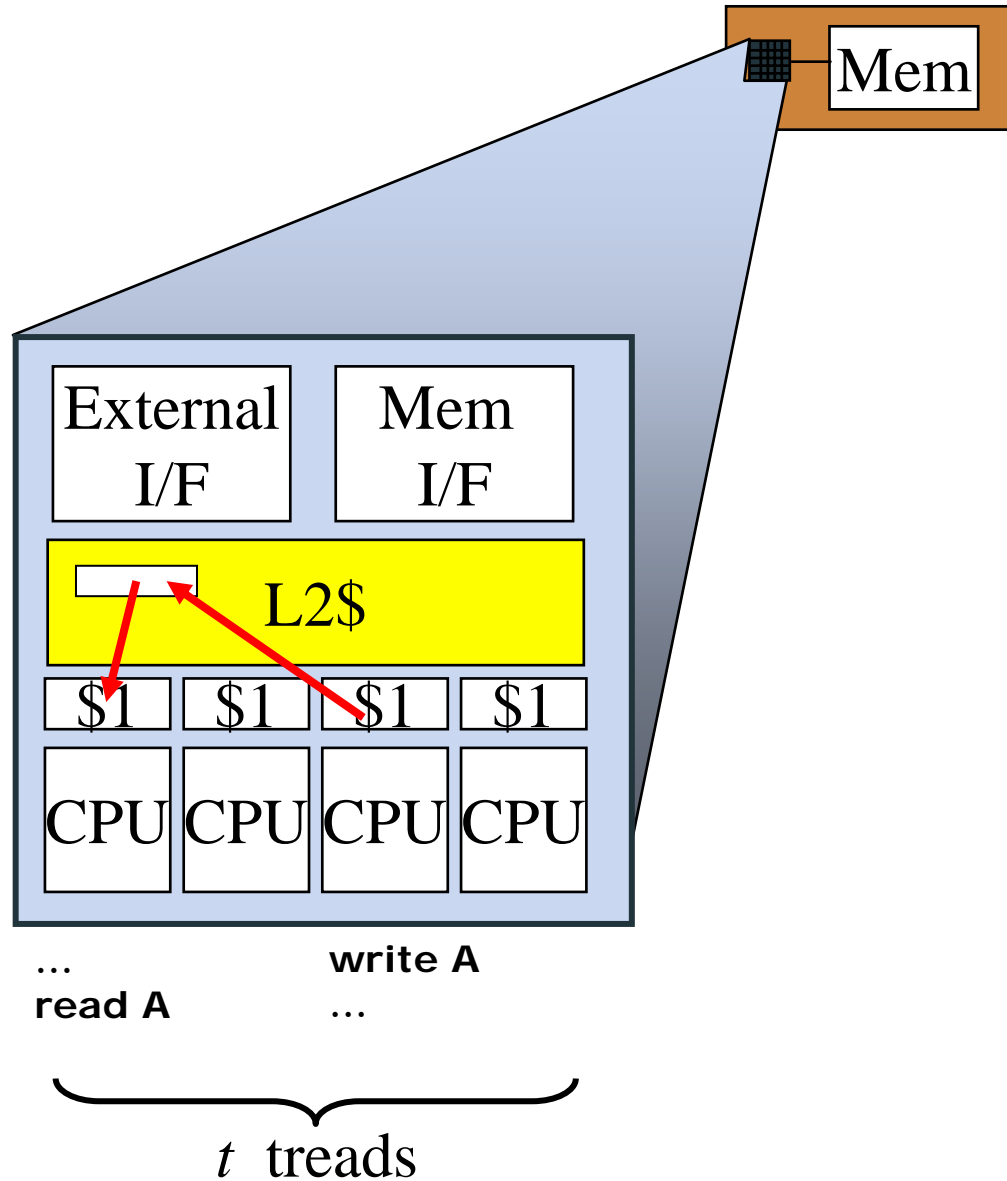 Mem
External
I/F
Mem
I/F
L2$
$1 $1 $1 $1
CPU CPU CPU CPU
... write A
read A ...
t treads